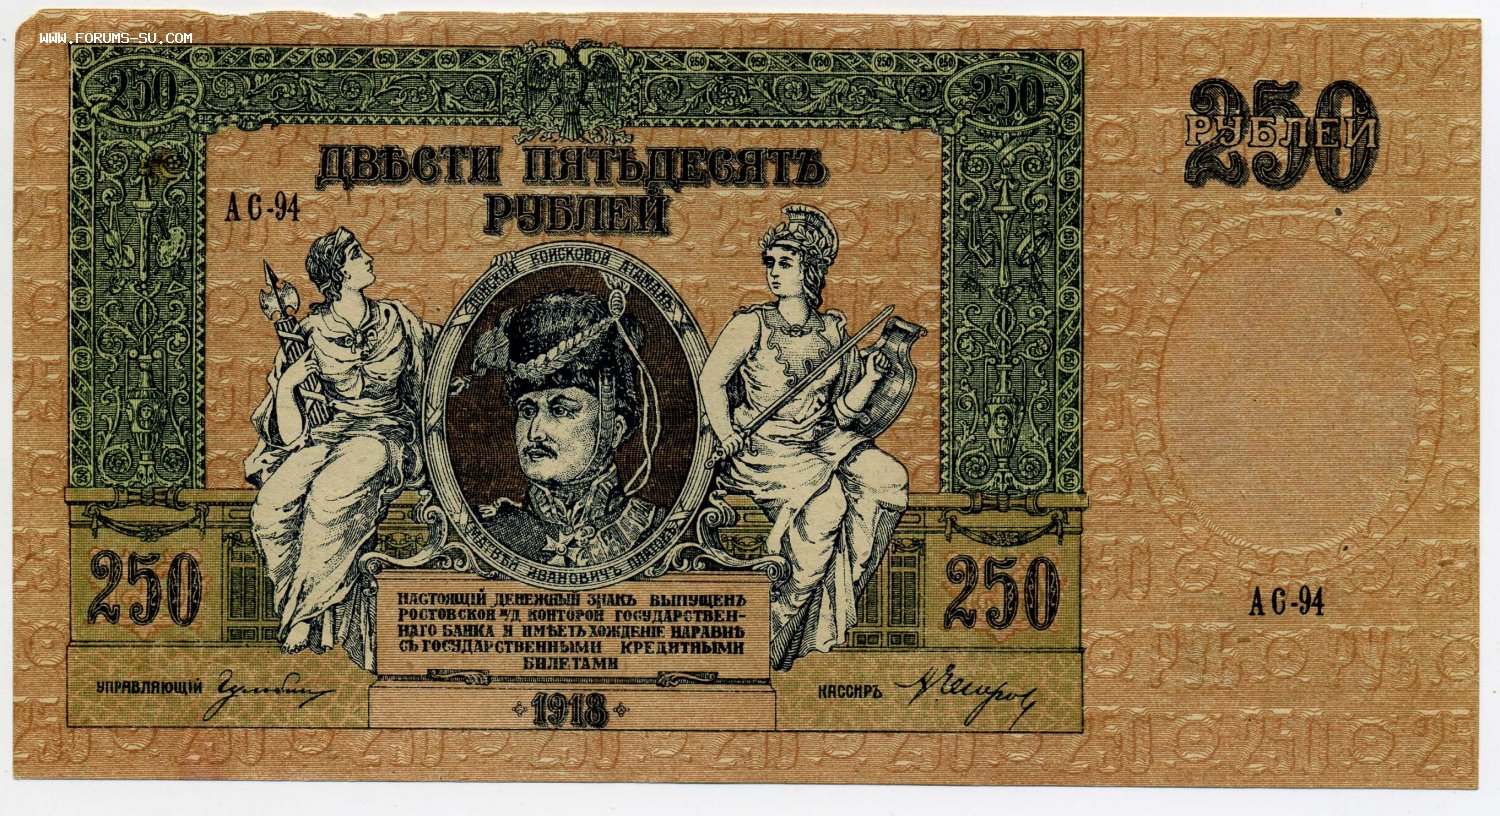 WWW.FORUMS-SU.COM
250
250
250
РУБЛЕЙ
ДВѢСТИ ПЯТЬДЕСЯТЪ
РУБЛЕЙ
АС-94
ДОНСКОЙ ВОЙСКОВОЙ АТАМАНЪ
МАТВѢЙ ИВАНОВИЧЪ ПЛАТОВЪ
250
250
НАСТОЯЩІЙ ДЕНЕЖНЫЙ ЗНАКЪ ВЫПУЩЕНЪ
РОСТОВСКОЙ Н/Д КОНТОРОЙ ГОСУДАРСТВЕН-
НАГО БАНКА И ИМѢЕТЪ ХОЖДЕНІЕ НАРАВНѢ
СЪ ГОСУДАРСТВЕННЫМИ КРЕДИТНЫМИ
БИЛЕТАМИ
АС-94
УПРАВЛЯЮЩІЙ
КАССИРЪ
1918